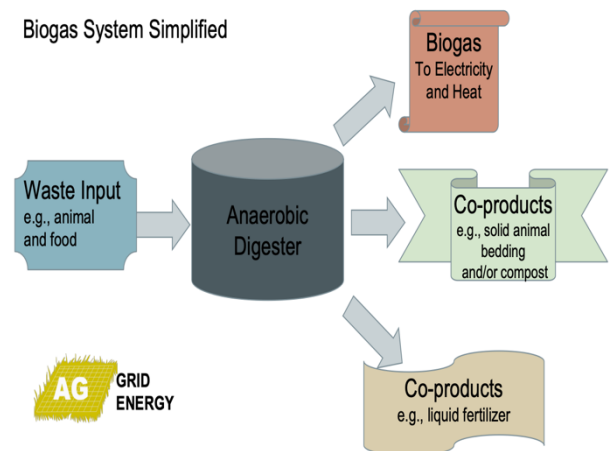 Biogas System Simplified
Biogas
To Electricity
and Heat
Waste Input
e.g., animal
and food
Anaerobic
Digester
Co-products
e.g., solid animal
bedding
and/or compost
AG GRID
ENERGY
Co-products
e.g., liquid fertilizer